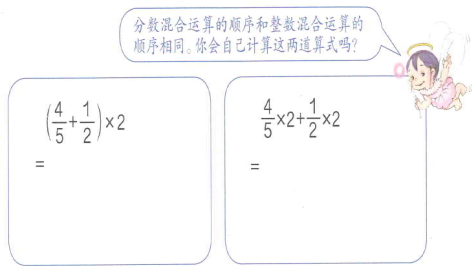 分数混合运算的顺序和整数混合运算的
顺序相同。你会自己计算这两道算式吗?
(4/5+1/2)×2
=
4/5×2+1/2×2
=